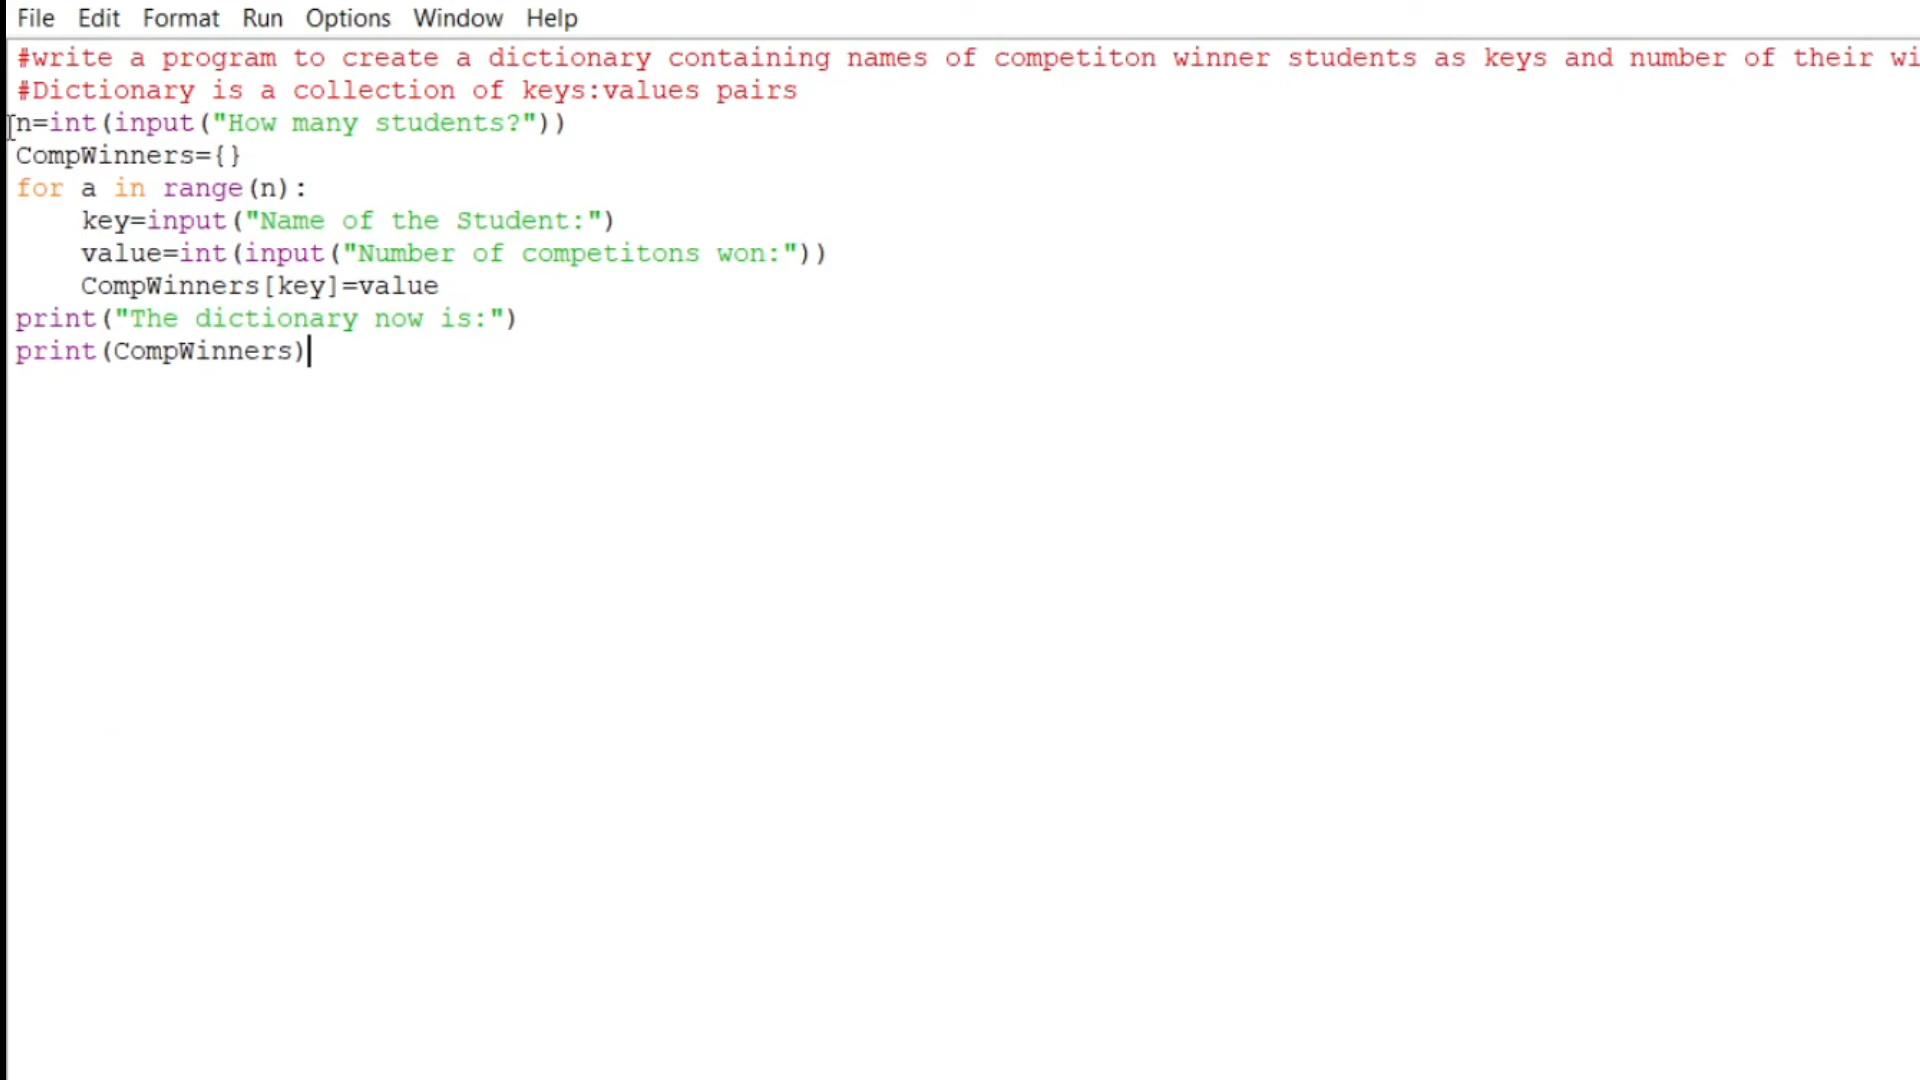 File Edit Format Run Options Window Help
#write a program to create a dictionary containing names of competiton winner students as keys and number of their wi
#Dictionary is a collection of keys:values pairs
n=int(input("How many students?"))
CompWinners={}
for a in range(n):
    key=input("Name of the Student:")
    value=int(input("Number of competitons won:"))
    CompWinners[key]=value
print("The dictionary now is:")
print(CompWinners)